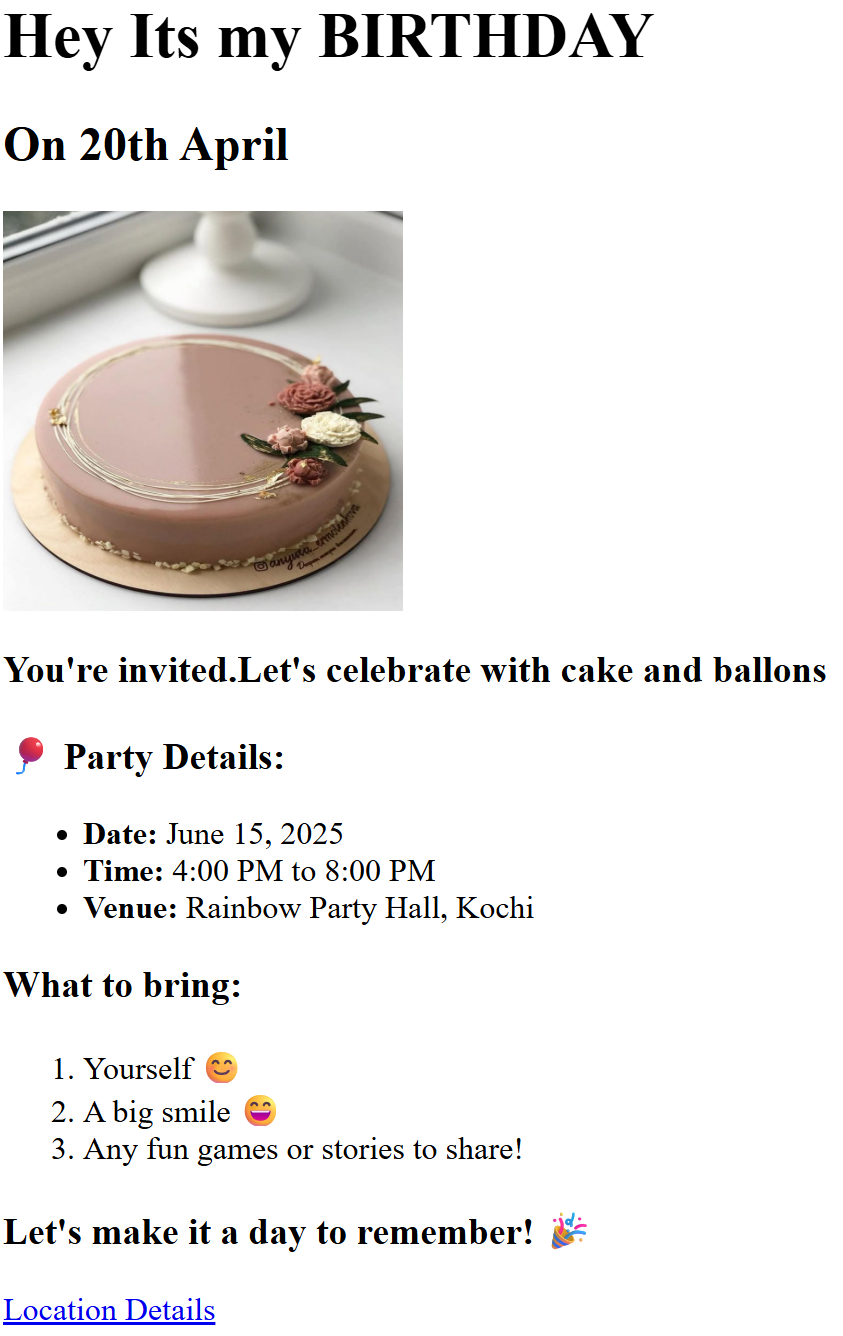 Hey Its my BIRTHDAY
On 20th April
You're invited.Let's celebrate with cake and ballons
🎈 Party Details:
• Date: June 15, 2025
• Time: 4:00 PM to 8:00 PM
• Venue: Rainbow Party Hall, Kochi
What to bring:
1. Yourself 😊
2. A big smile 😄
3. Any fun games or stories to share!
Let's make it a day to remember! 🎉
Location Details